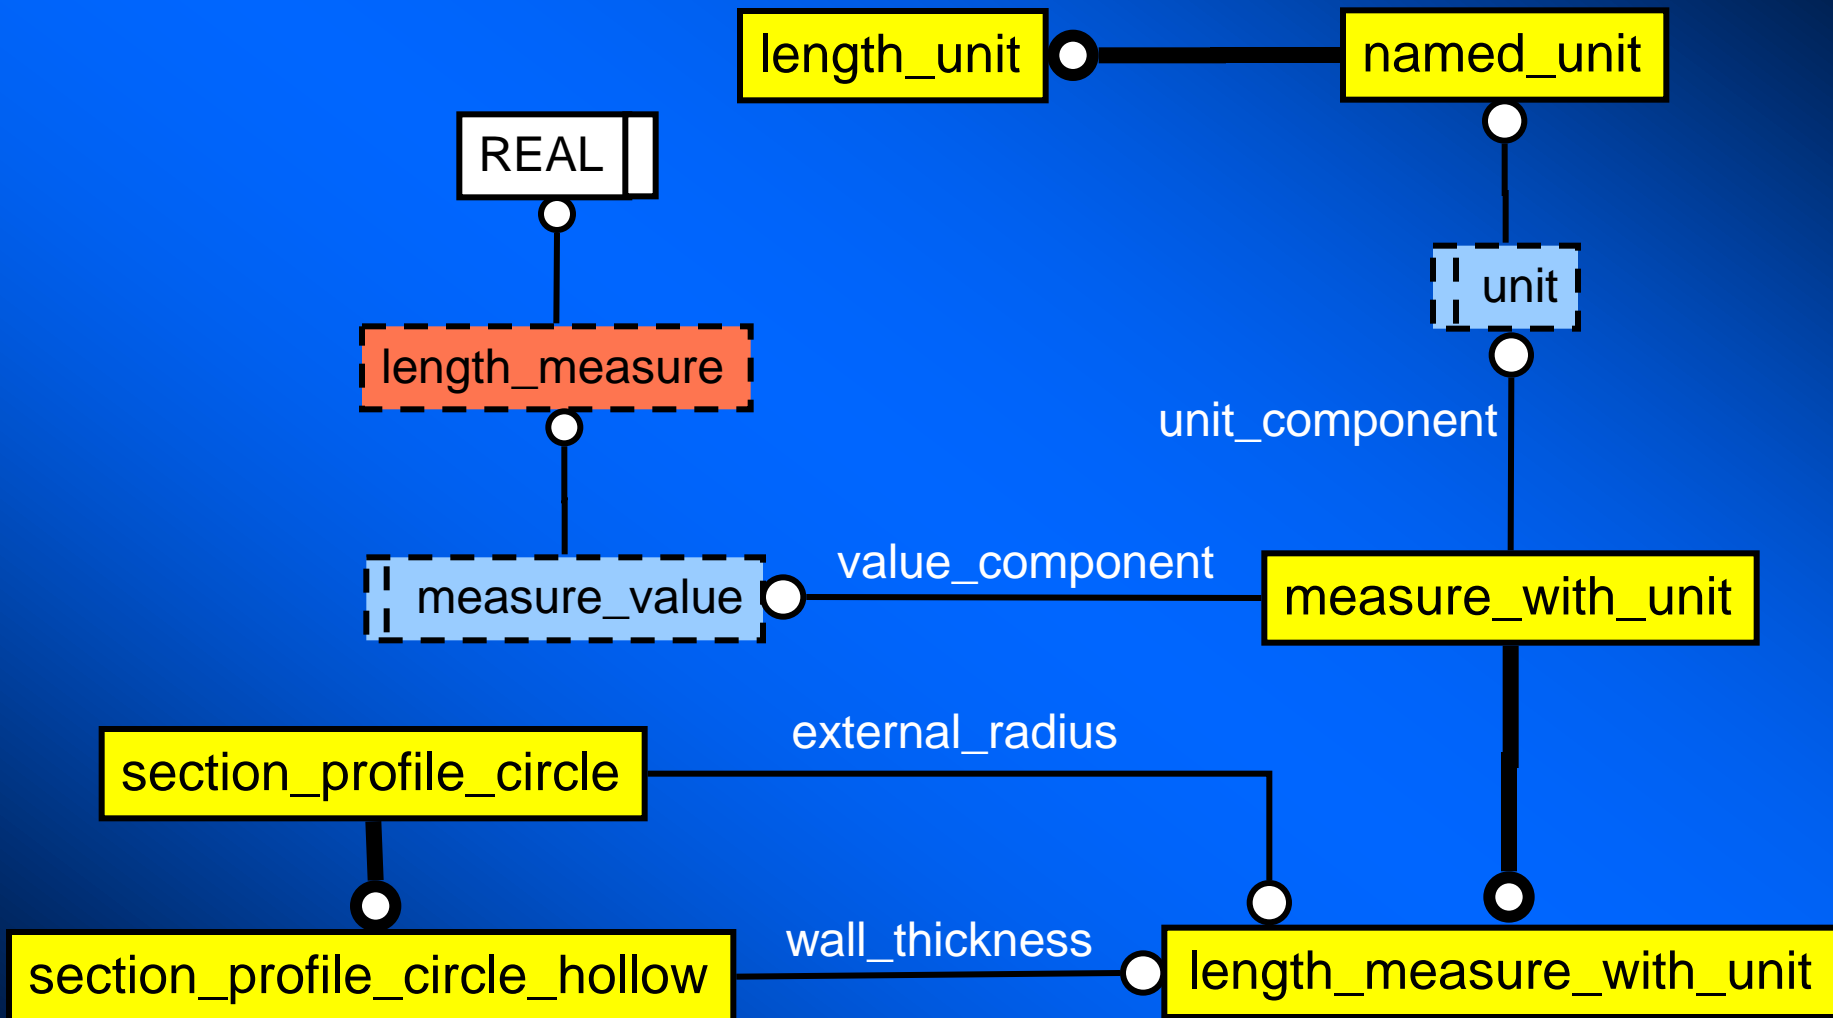 length_unit
named_unit
REAL
unit
length_measure
unit_component
value_component
measure_value
measure_with_unit
external_radius
section_profile_circle
wall_thickness
section_profile_circle_hollow
length_measure_with_unit